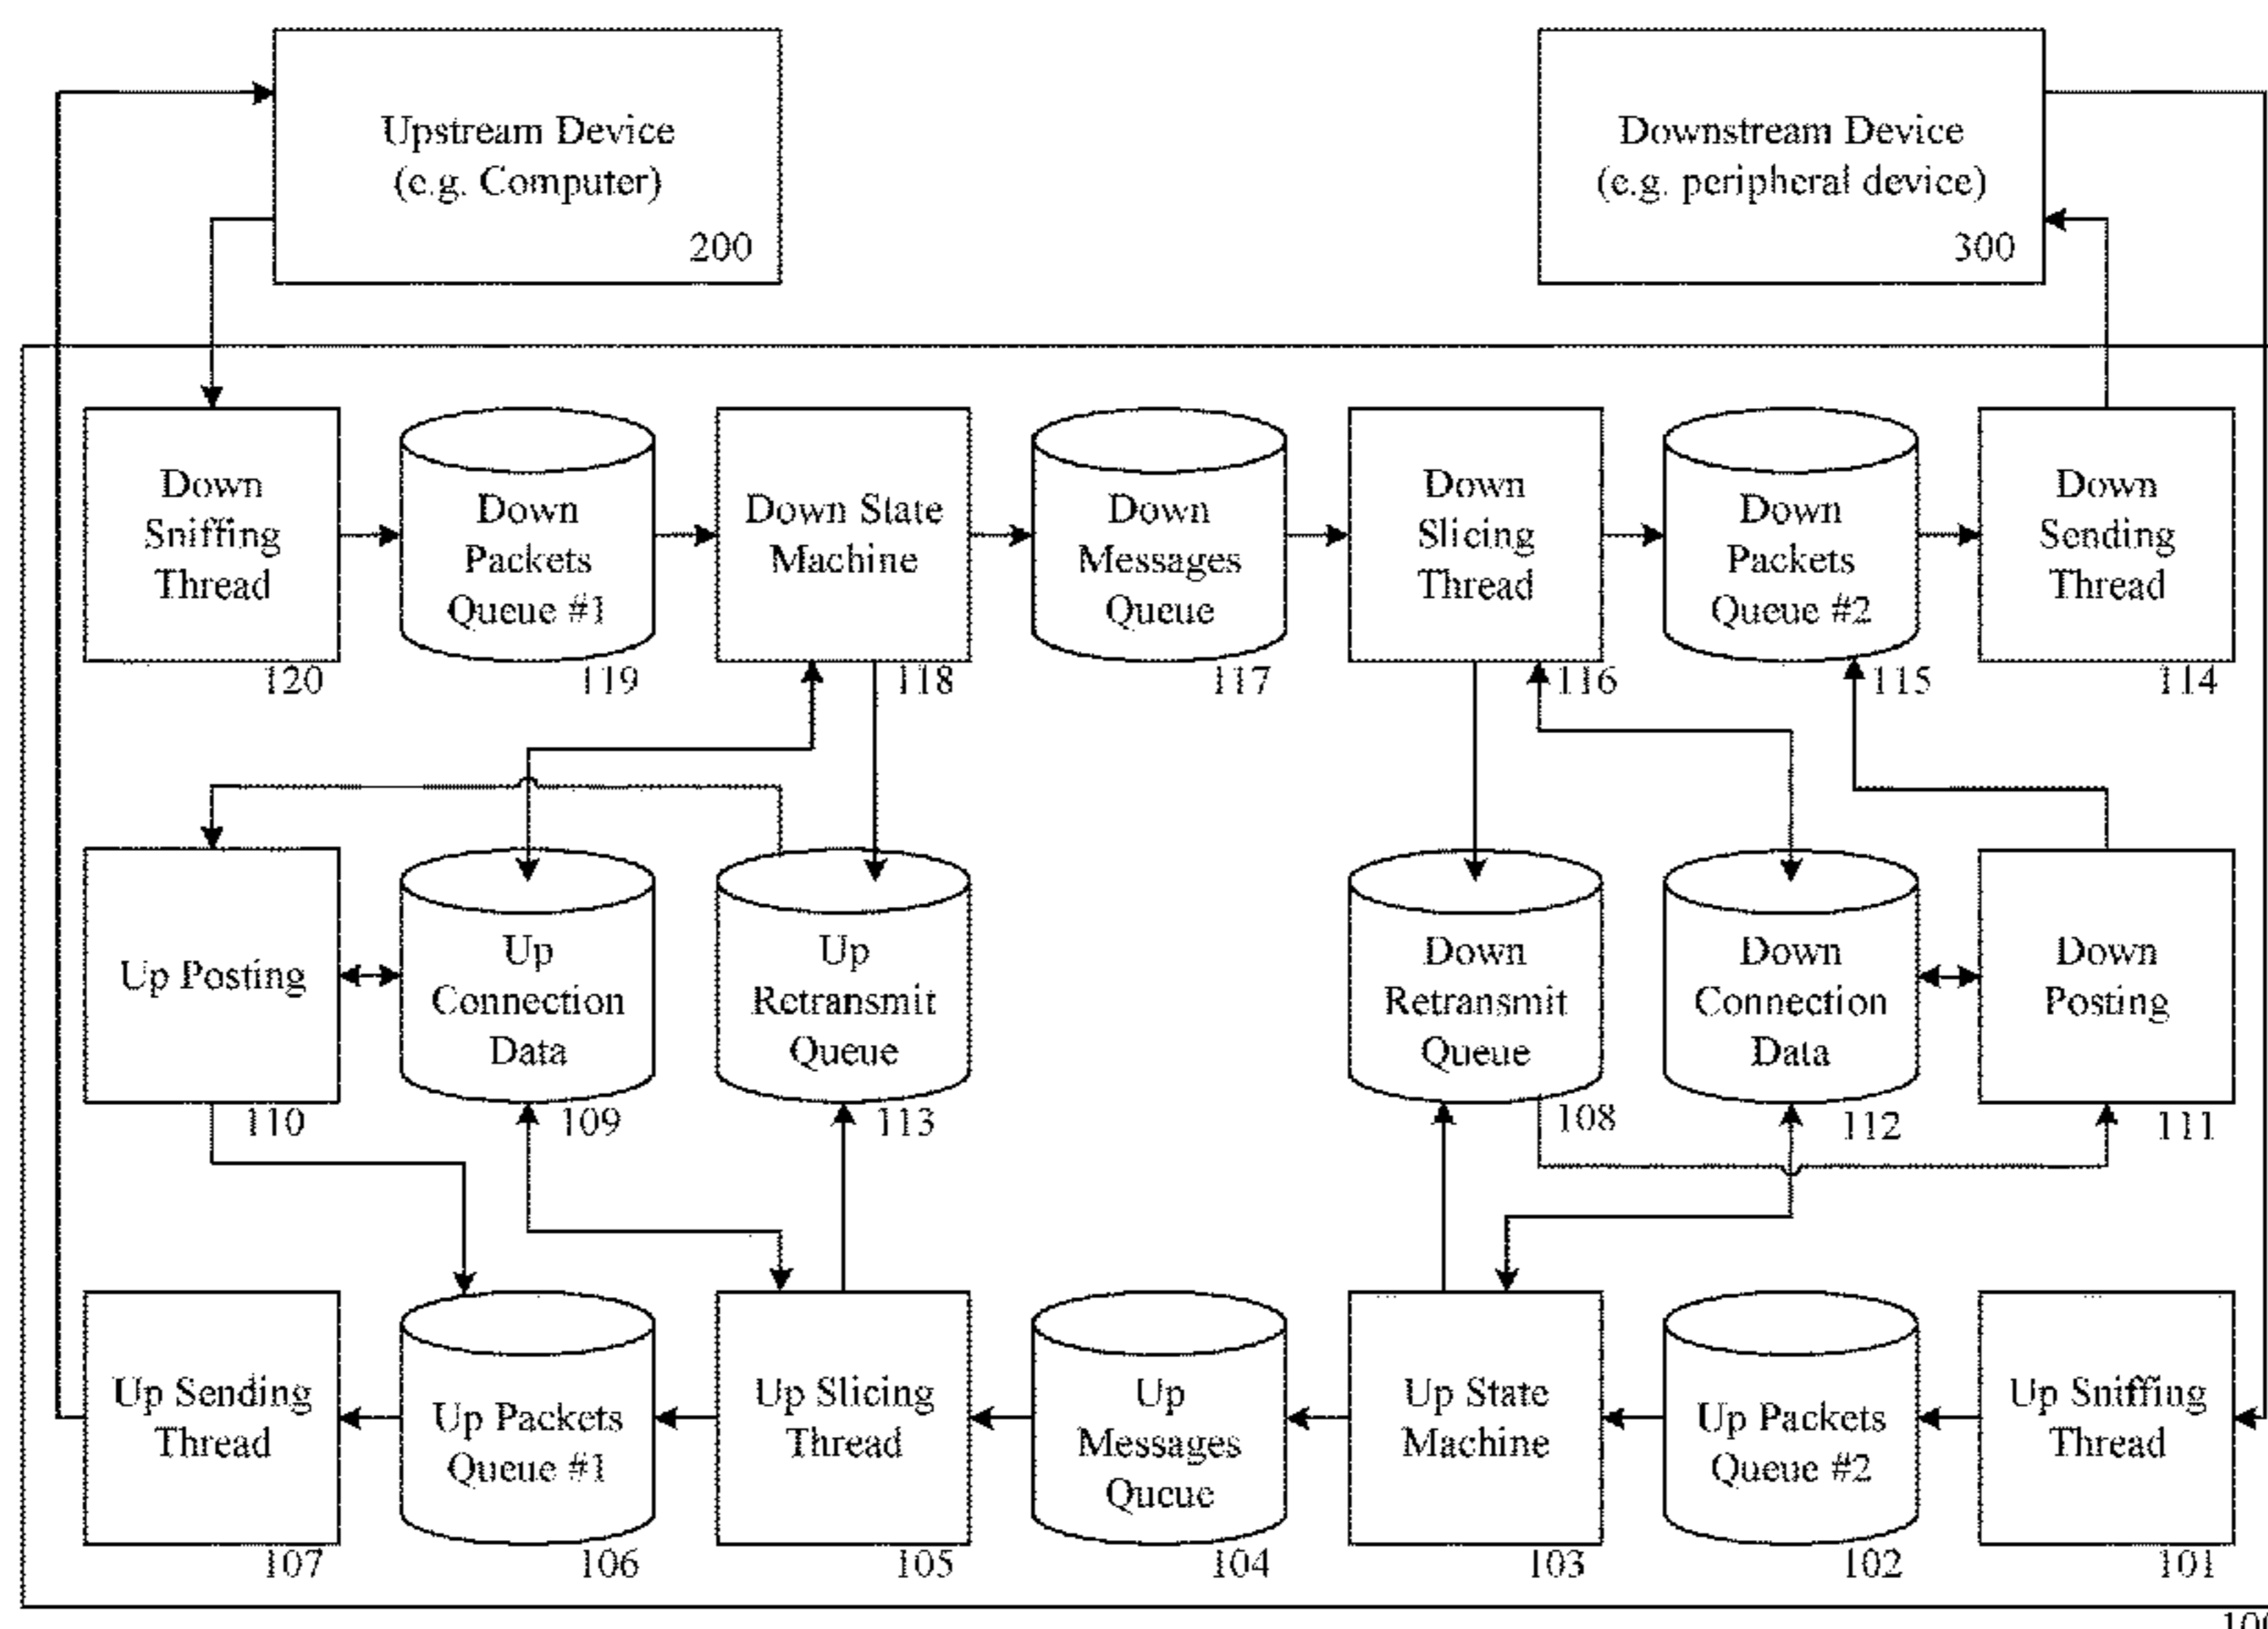 Upstream Device
(e.g. Computer)
200
Downstream Device
(e.g. peripheral device)
300
Down
Sniffing
Thread
120
Down
Packets
Queue #1
119
Down State
Machine
118
Down
Messages
Queue
117
Down
Slicing
Thread
116
Down
Packets
Queue #2
115
Down
Sending
Thread
114
Up Posting
110
Up
Connection
Data
109
Up
Retransmit
Queue
113
Down
Retransmit
Queue
108
Down
Connection
Data
112
Down
Posting
111
Up Sending
Thread
107
Up Packets
Queue #1
106
Up Slicing
Thread
105
Up
Messages
Queue
104
Up State
Machine
103
Up Packets
Queue #2
102
Up Sniffing
Thread
101